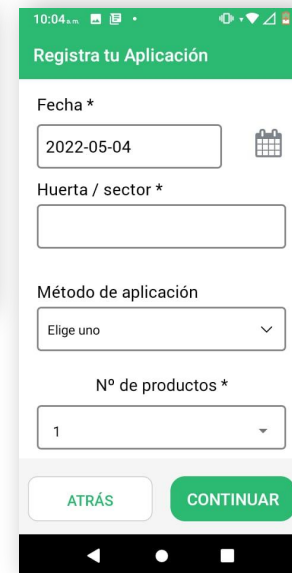 10:04 a.m.
Registra tu Aplicación
Fecha *
2022-05-04
Huerta / sector *
Método de aplicación
Elige uno
Nº de productos *
1
ATRÁS
CONTINUAR